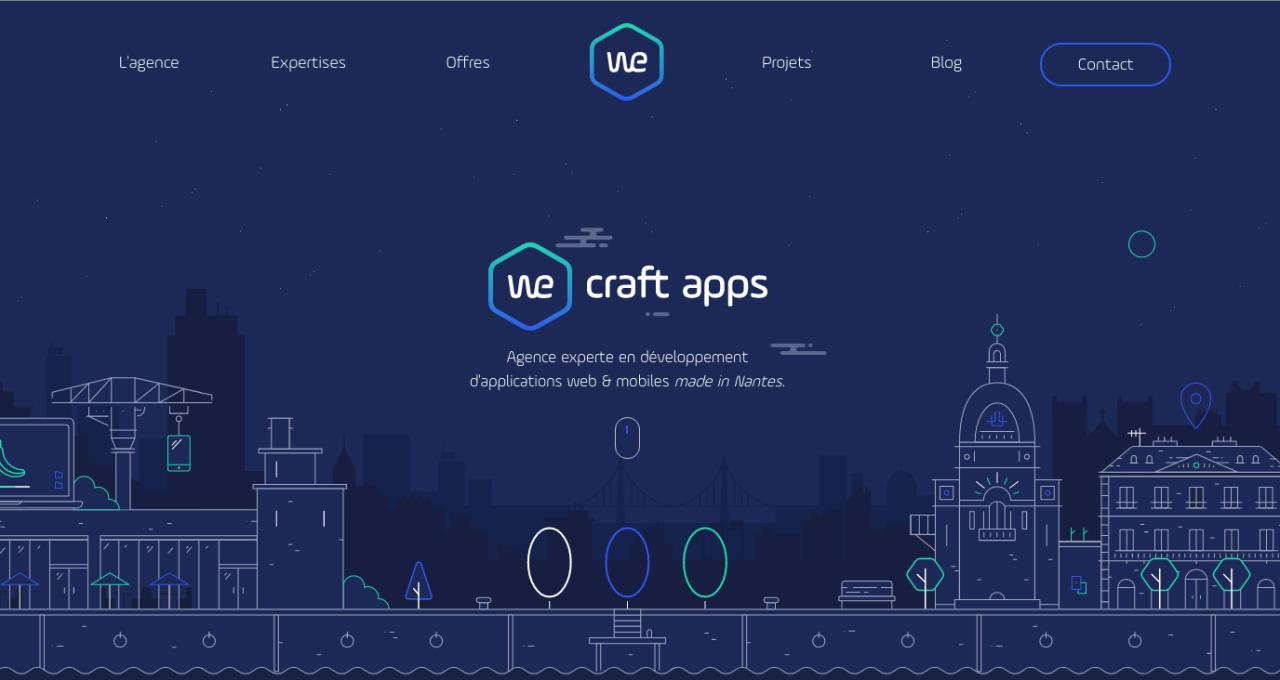 L'agence
Expertises
Offres
we
Projets
Blog
Contact
we craft apps
Agence experte en développement
d'applications web & mobiles made in Nantes.